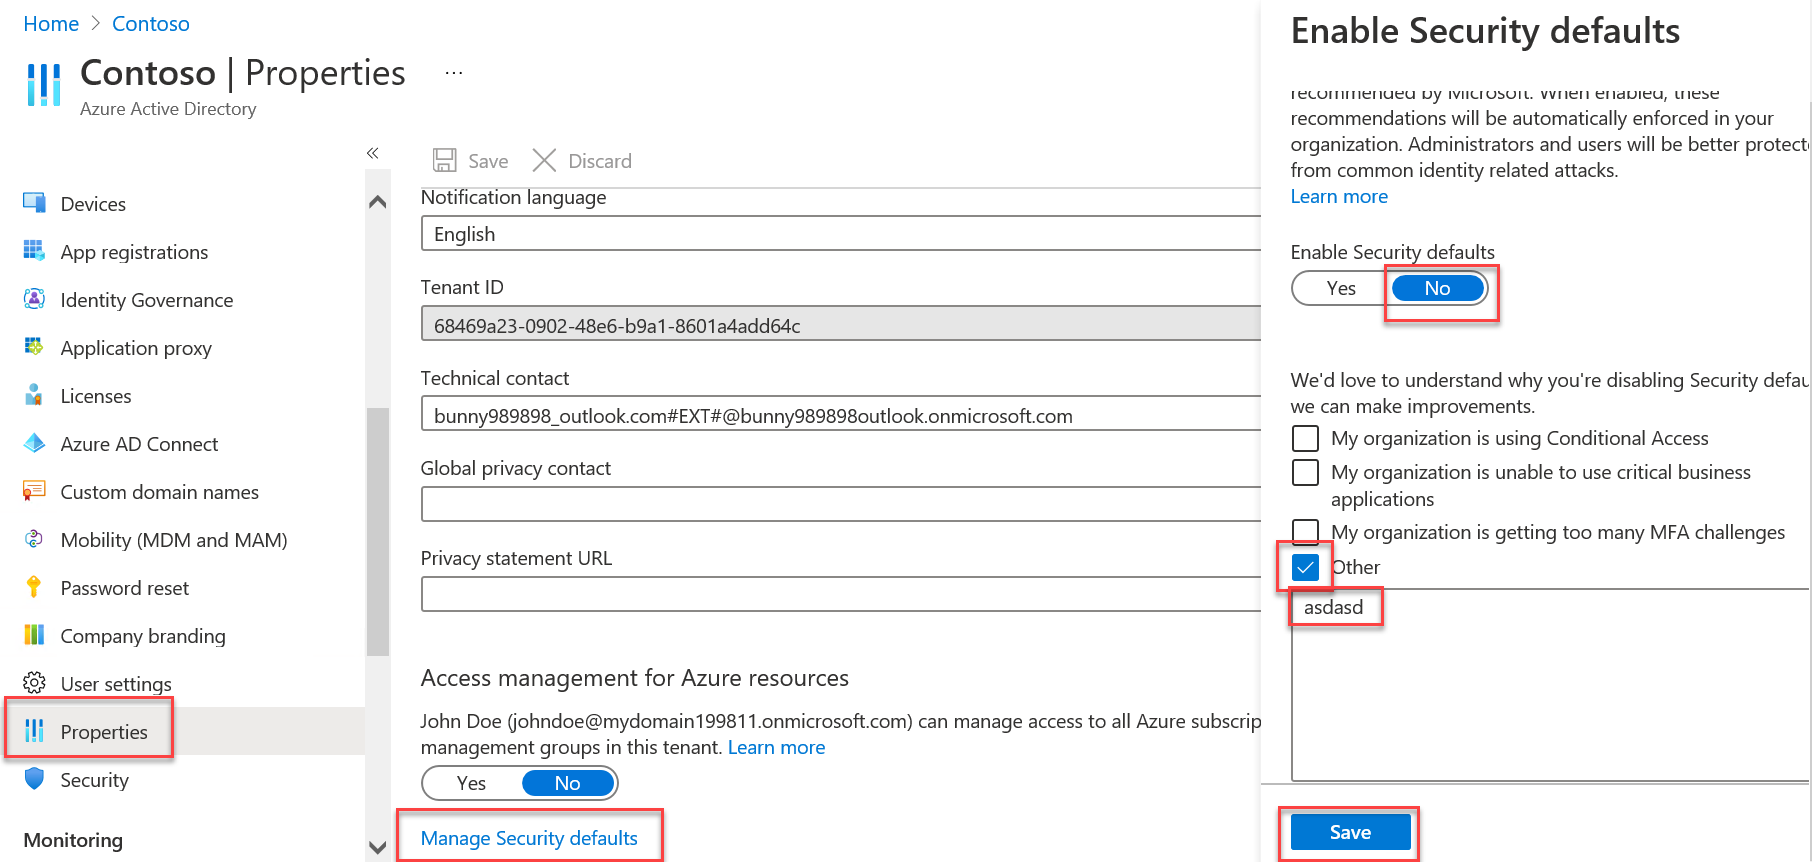 Home > Contoso
Contoso | Properties ...
Azure Active Directory
«
Devices
App registrations
Identity Governance
Application proxy
Licenses
Azure AD Connect
Custom domain names
Mobility (MDM and MAM)
Password reset
Company branding
User settings
Properties
Security
Monitoring
Save Discard
Notification language
English
Tenant ID
68469a23-0902-48e6-b9a1-8601a4add64c
Technical contact
bunny989898_outlook.com#EXT#@bunny989898outlook.onmicrosoft.com
Global privacy contact
Privacy statement URL
Access management for Azure resources
John Doe (johndoe@mydomain199811.onmicrosoft.com) can manage access to all Azure subscrip
management groups in this tenant. Learn more
Yes No
Manage Security defaults
Enable Security defaults
recommended by Microsoft. When enabled, these
recommendations will be automatically enforced in your
organization. Administrators and users will be better protecte
from common identity related attacks.
Learn more
Enable Security defaults
Yes No
We'd love to understand why you're disabling Security defau
we can make improvements.
My organization is using Conditional Access
My organization is unable to use critical business
applications
My organization is getting too many MFA challenges
Other
asdasd
Save